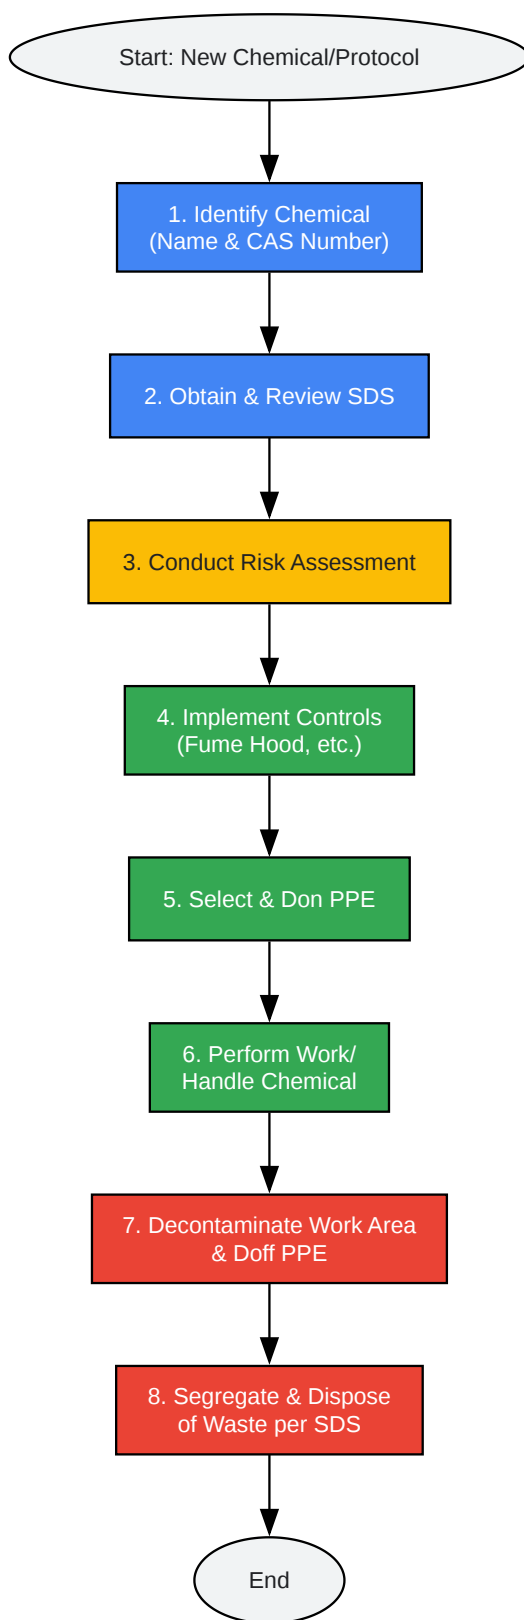 Start: New Chemical/Protocol
1. Identify Chemical
(Name & CAS Number)
2. Obtain & Review SDS
3. Conduct Risk Assessment
4. Implement Controls
(Fume Hood, etc.)
5. Select & Don PPE
6. Perform Work/
Handle Chemical
7. Decontaminate Work Area
& Doff PPE
8. Segregate & Dispose
of Waste per SDS
End